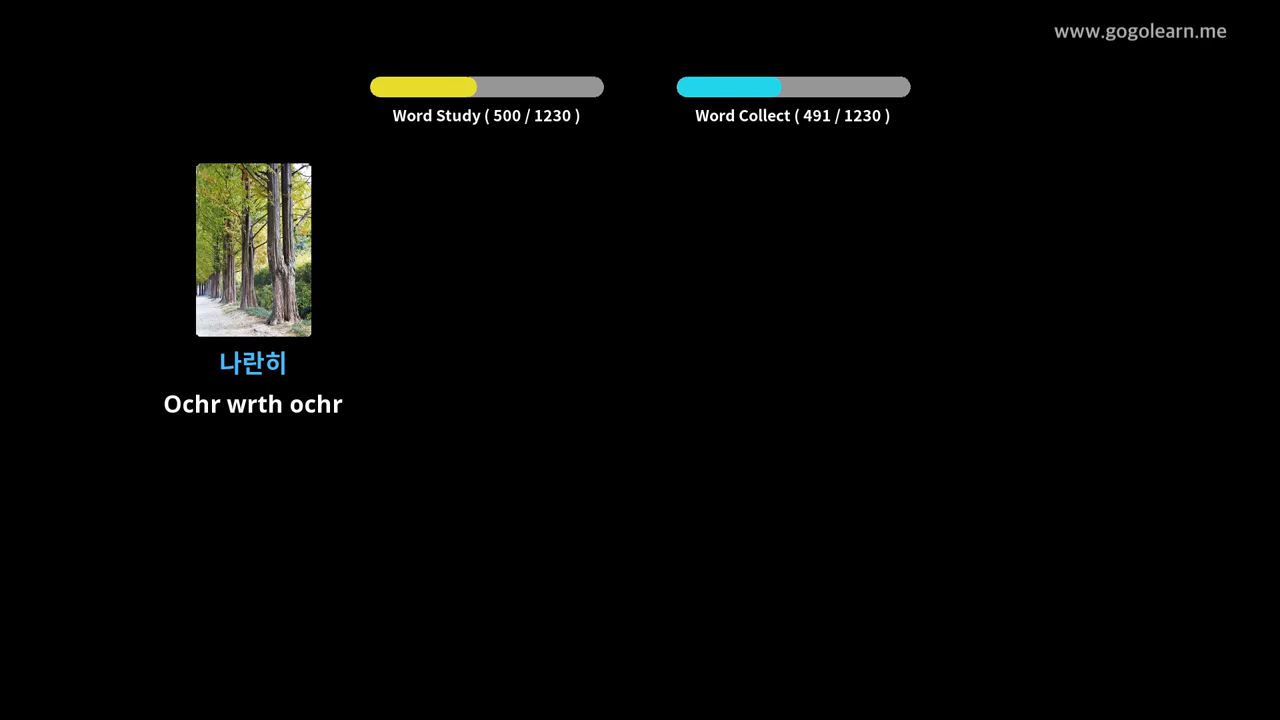 www.gogolearn.me
Word Study ( 500 / 1230 )
Word Collect ( 491 / 1230 )
나란히
Ochr wrth ochr